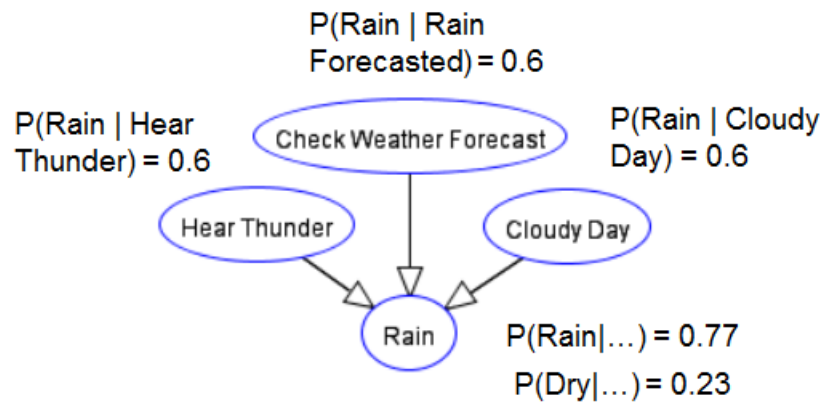 P(Rain | Rain
Forecasted) = 0.6
P(Rain | Hear
Thunder) = 0.6
Check Weather Forecast
P(Rain | Cloudy
Day) = 0.6
Hear Thunder
Cloudy Day
Rain
P(Rain|…) = 0.77
P(Dry|…) = 0.23